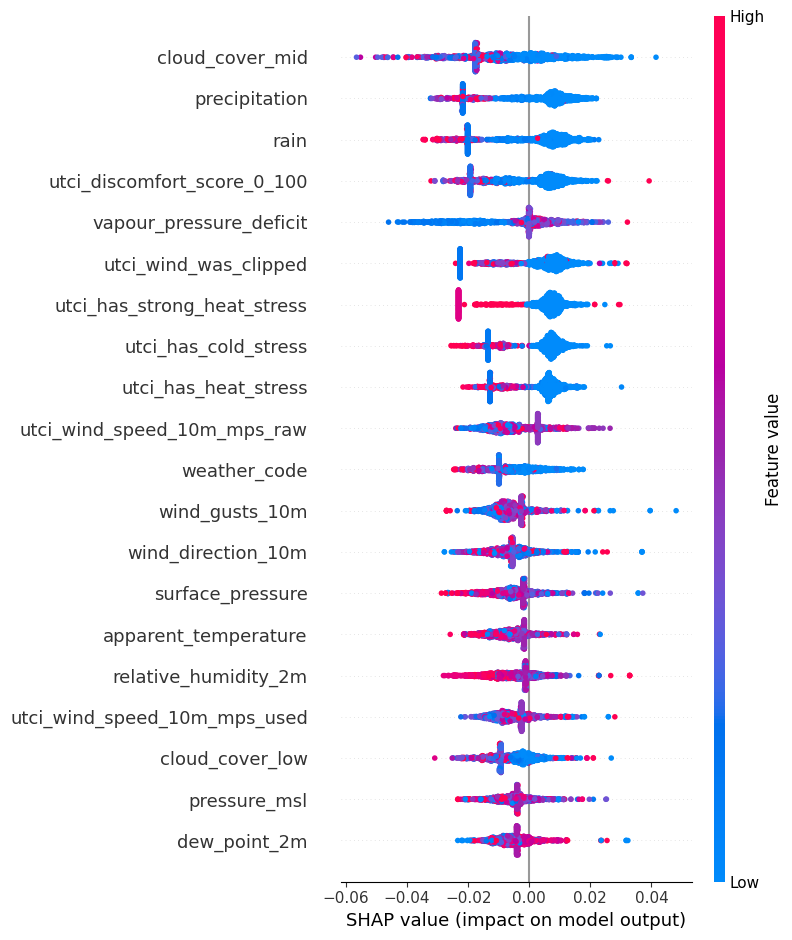 High
cloud_cover_mid
precipitation
rain
utci_discomfort_score_0_100
vapour_pressure_deficit
utci_wind_was_clipped
utci_has_strong_heat_stress
utci_has_cold_stress
utci_has_heat_stress
utci_wind_speed_10m_mps_raw
weather_code
wind_gusts_10m
wind_direction_10m
surface_pressure
apparent_temperature
relative_humidity_2m
utci_wind_speed_10m_mps_used
cloud_cover_low
pressure_msl
dew_point_2m
Feature value
Low
−0.06 −0.04 −0.02 0.00 0.02 0.04
SHAP value (impact on model output)